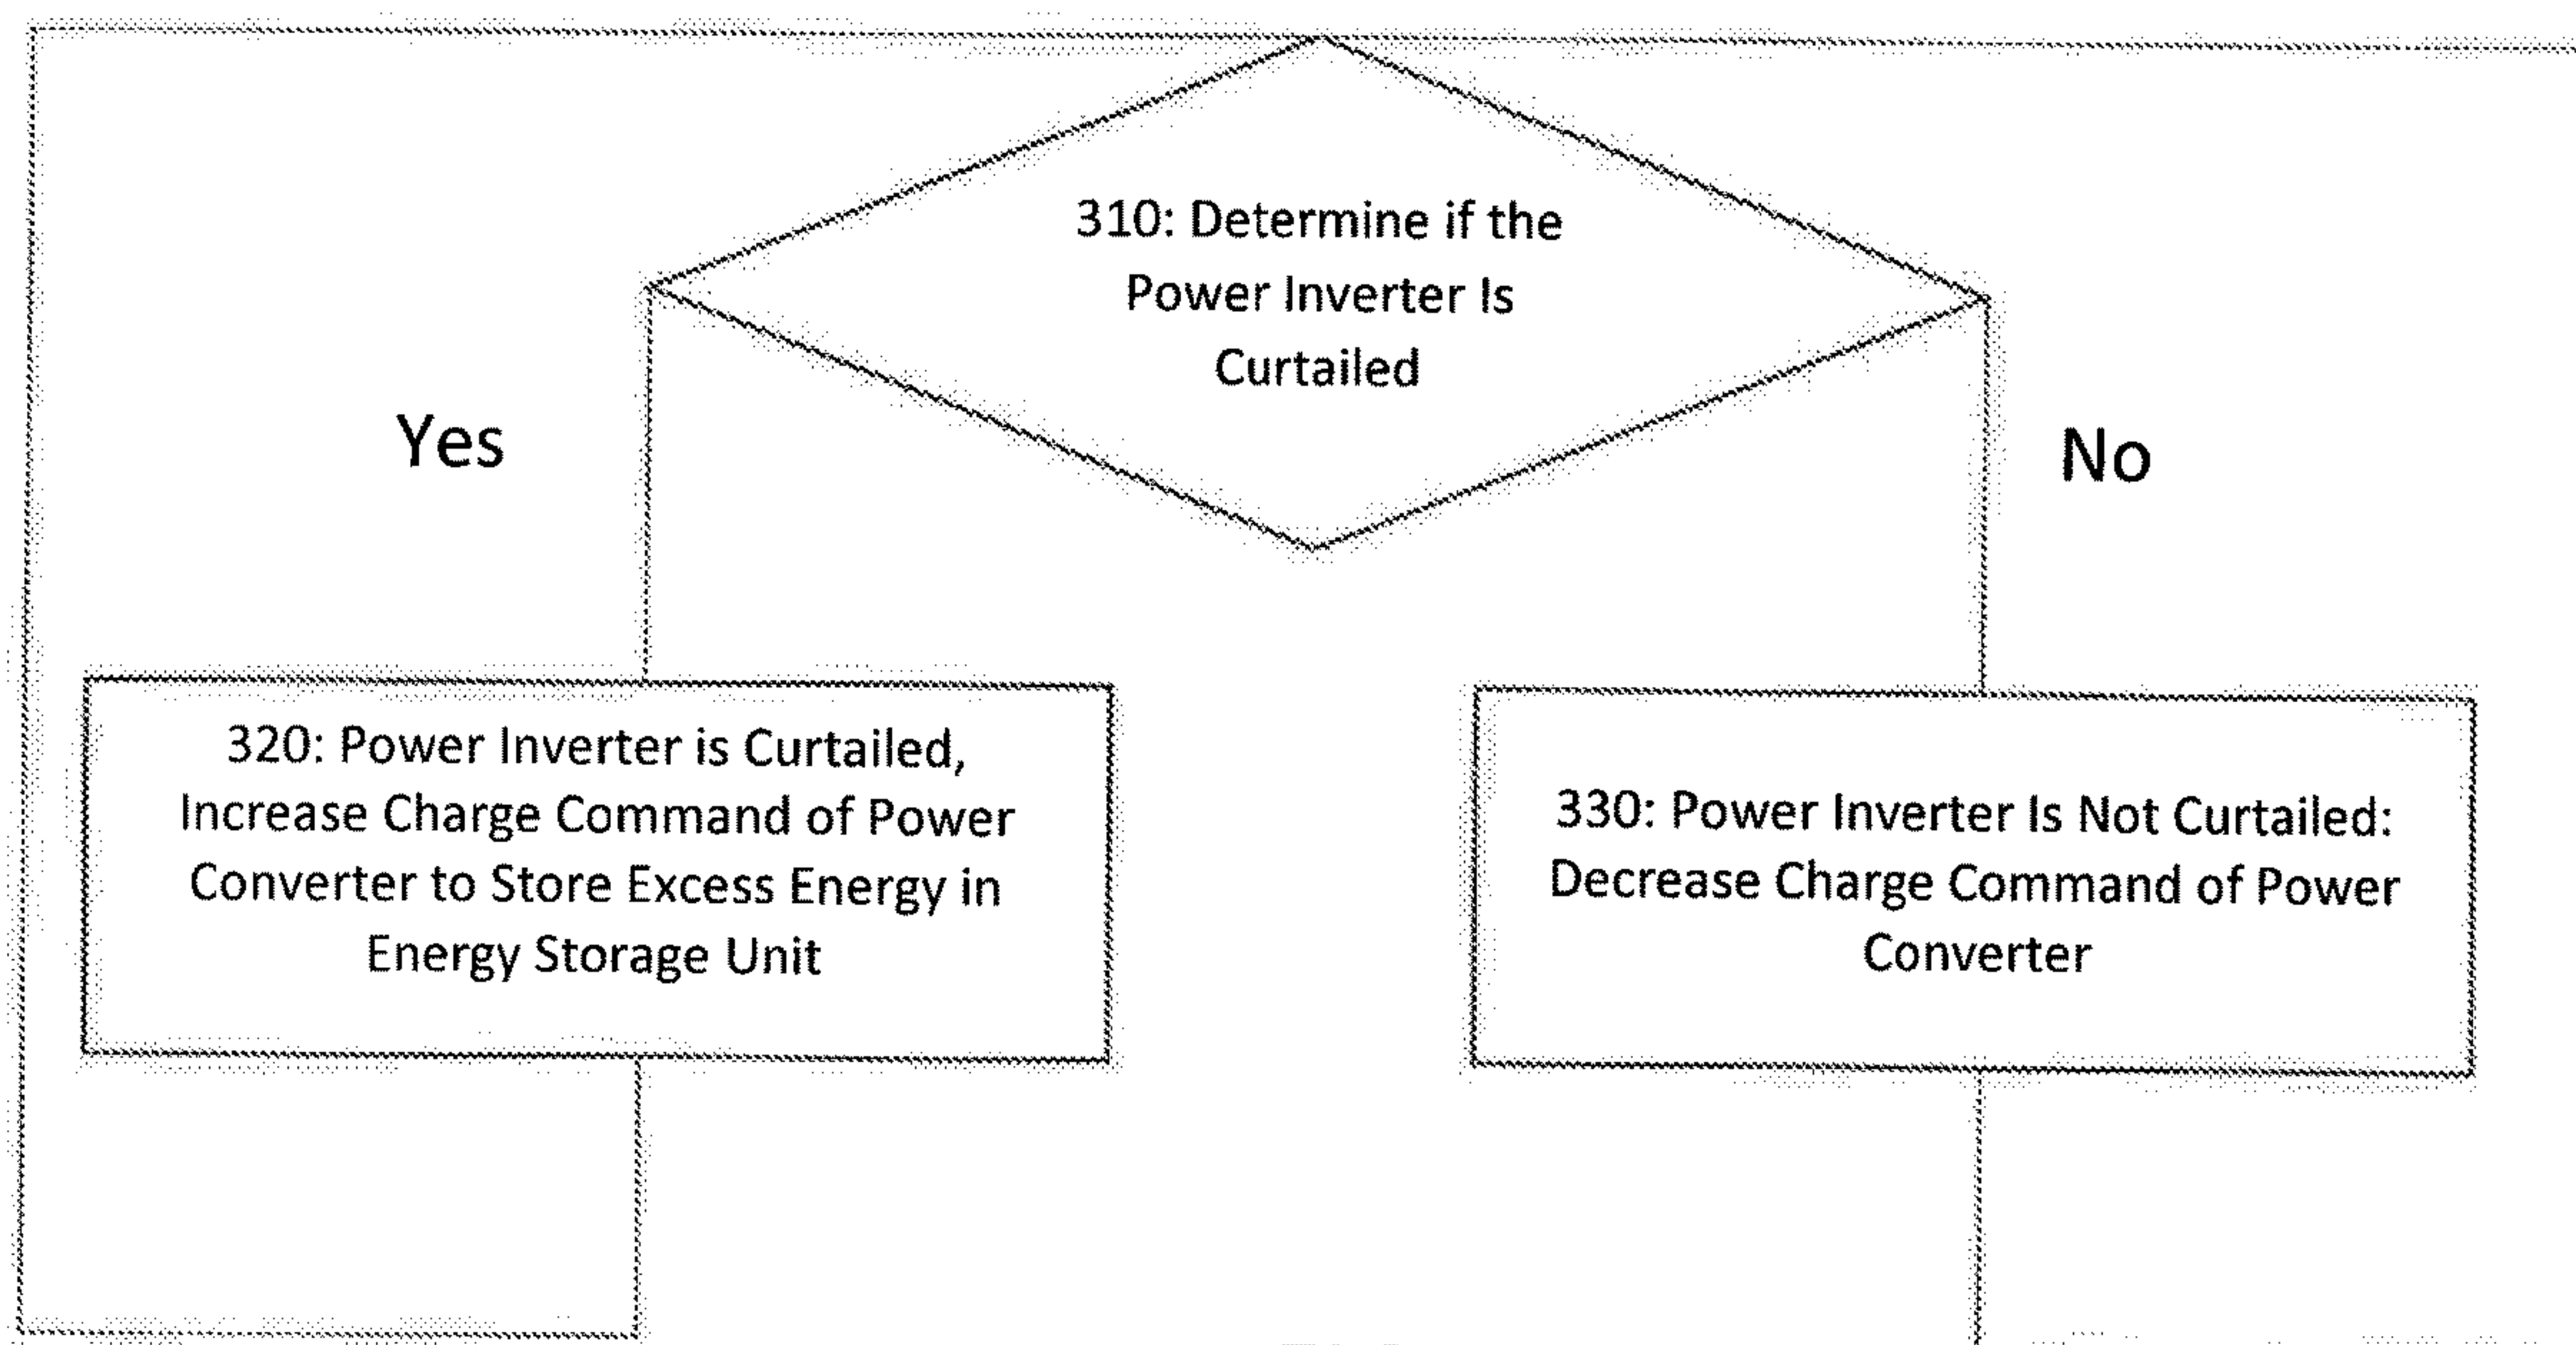 310: Determine if the
Power Inverter Is
Curtailed
Yes
No
320: Power Inverter is Curtailed,
Increase Charge Command of Power
Converter to Store Excess Energy in
Energy Storage Unit
330: Power Inverter Is Not Curtailed:
Decrease Charge Command of Power
Converter